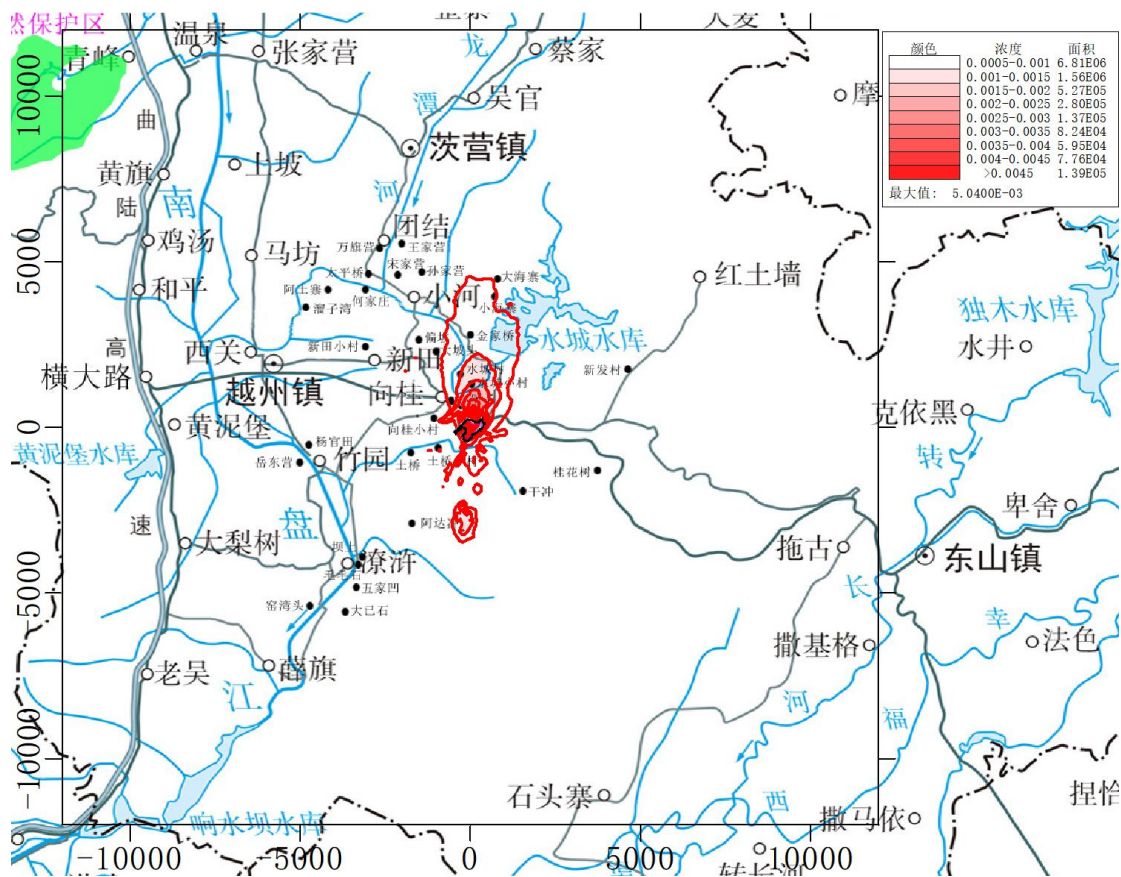 然保护区
温泉
青峰
张家营
龙
蔡家
颜色 浓度 面积
0.0005-0.001 6.81E06
0.001-0.0015 1.56E06
0.0015-0.002 5.27E05
0.002-0.0025 2.80E05
0.0025-0.003 1.37E05
0.003-0.0035 8.24E04
0.0035-0.004 5.95E04
0.004-0.0045 7.76E04
>0.0045 1.39E05
最大值: 5.0400E-03
10000
曲
潭
吴官
摩
茨营镇
上坡
黄旗
南
河
陆
团结
鸡汤
马坊
万旗营
王家营
5000
太平桥
宋家营
孙家营
大海寨
红土墙
和平
阿土寨
何家庄
小河
溜子湾
独木水库
高
西关
新田小村
新田
金家桥
水城水库
水井
横大路
越州镇
向桂
新发村
克依黑
0
黄泥堡
向桂小村
黄泥堡水库
杨官田
岳东营
竹园
土桥
桂花树
转
干冲
卑舍
速
盘
大梨树
坝上
潦浒
拖古
东山镇
-5000
五家凹
窑湾头
大己石
长
幸
撒基格
法色
老吴
薛旗
江
河
福
-10000
石头寨
西
捏恰
响水坝水库
撒马依
-10000
-5000
0
5000
10000